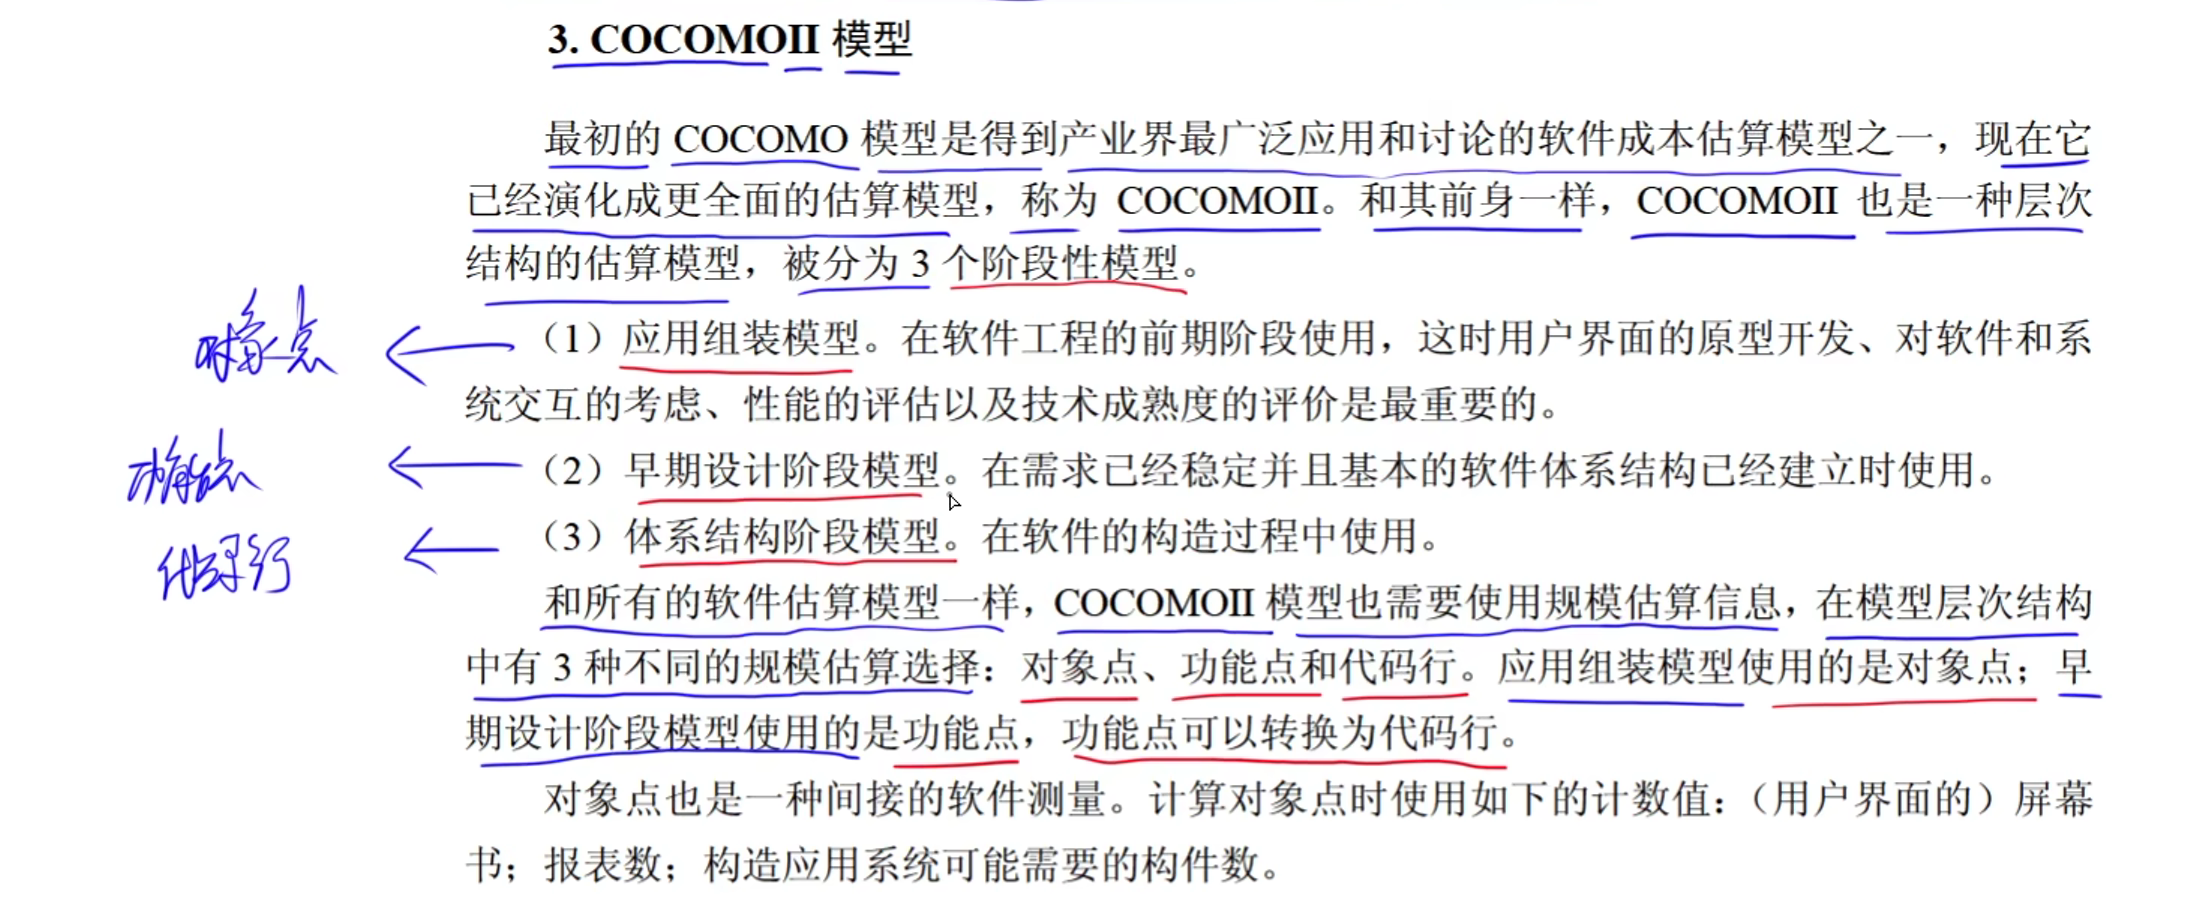 3. COCOMOII 模型
最初的 COCOMO 模型是得到产业界最广泛应用和讨论的软件成本估算模型之一，现在它
已经演化成更全面的估算模型，称为 COCOMOII。和其前身一样，COCOMOII 也是一种层次
结构的估算模型，被分为 3 个阶段性模型。
对象点
（1）应用组装模型。在软件工程的前期阶段使用，这时用户界面的原型开发、对软件和系
统交互的考虑、性能的评估以及技术成熟度的评价是最重要的。
功能点
（2）早期设计阶段模型。在需求已经稳定并且基本的软件体系结构已经建立时使用。
代码行
（3）体系结构阶段模型。在软件的构造过程中使用。
和所有的软件估算模型一样，COCOMOII 模型也需要使用规模估算信息，在模型层次结构
中有 3 种不同的规模估算选择：对象点、功能点和代码行。应用组装模型使用的是对象点；早
期设计阶段模型使用的是功能点，功能点可以转换为代码行。
对象点也是一种间接的软件测量。计算对象点时使用如下的计数值：（用户界面的）屏幕
书；报表数；构造应用系统可能需要的构件数。